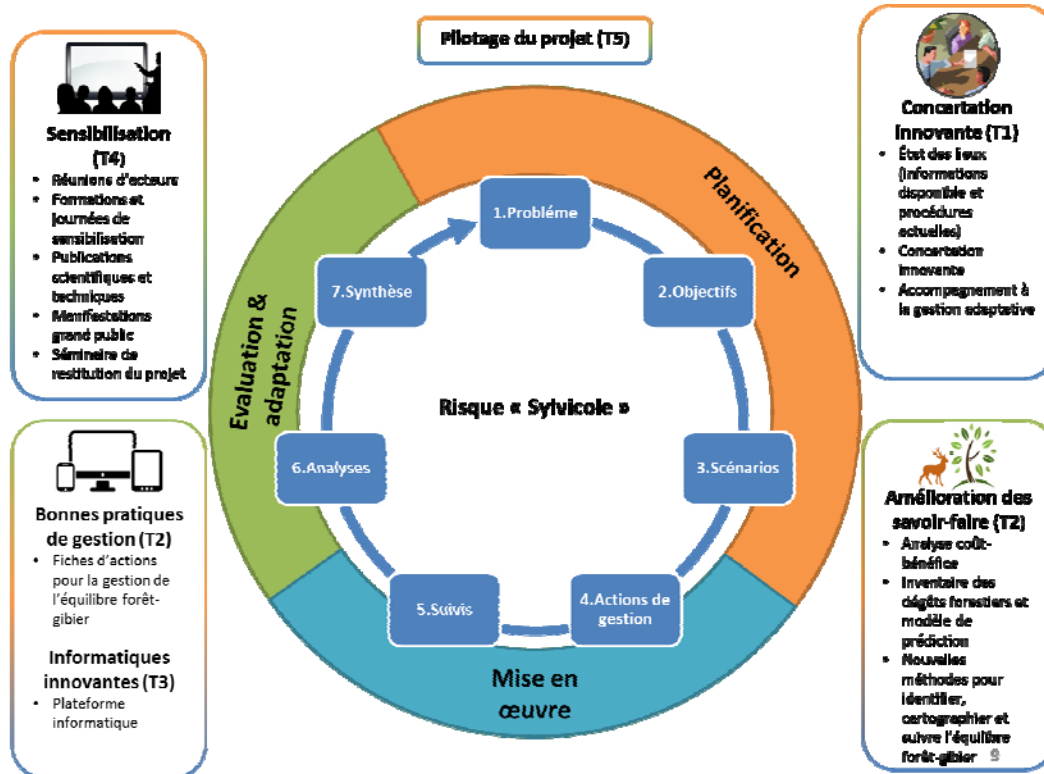 Pilotage du projet (T5)
Sensibilisation
(T4)
• Réunions d'acteurs
• Formations et
journées de
sensibilisation
• Publications
scientifiques et
techniques
• Manifestations
grand public
• Séminaire de
restitution du projet
Concertation
innovante (T1)
• État des lieux
(informations
disponible et
procédures
actuelles)
• Concertation
innovante
• Accompagnement à
la gestion adaptative
Planification
Evaluation &
adaptation
Mise en
œuvre
1.Probléme
2.Objectifs
3.Scénarios
4.Actions de
gestion
5.Suivis
6.Analyses
7.Synthèse
Risque « Sylvicole »
Bonnes pratiques
de gestion (T2)
• Fiches d'actions
pour la gestion de
l'équilibre forêt-
gibier
Informatiques
innovantes (T3)
• Plateforme
informatique
Amélioration des
savoir-faire (T2)
• Analyse coût-
bénéfice
• Inventaire des
dégâts forestiers et
modèle de
prédiction
• Nouvelles
méthodes pour
identifier,
cartographier et
suivre l'équilibre
forêt-gibier 9